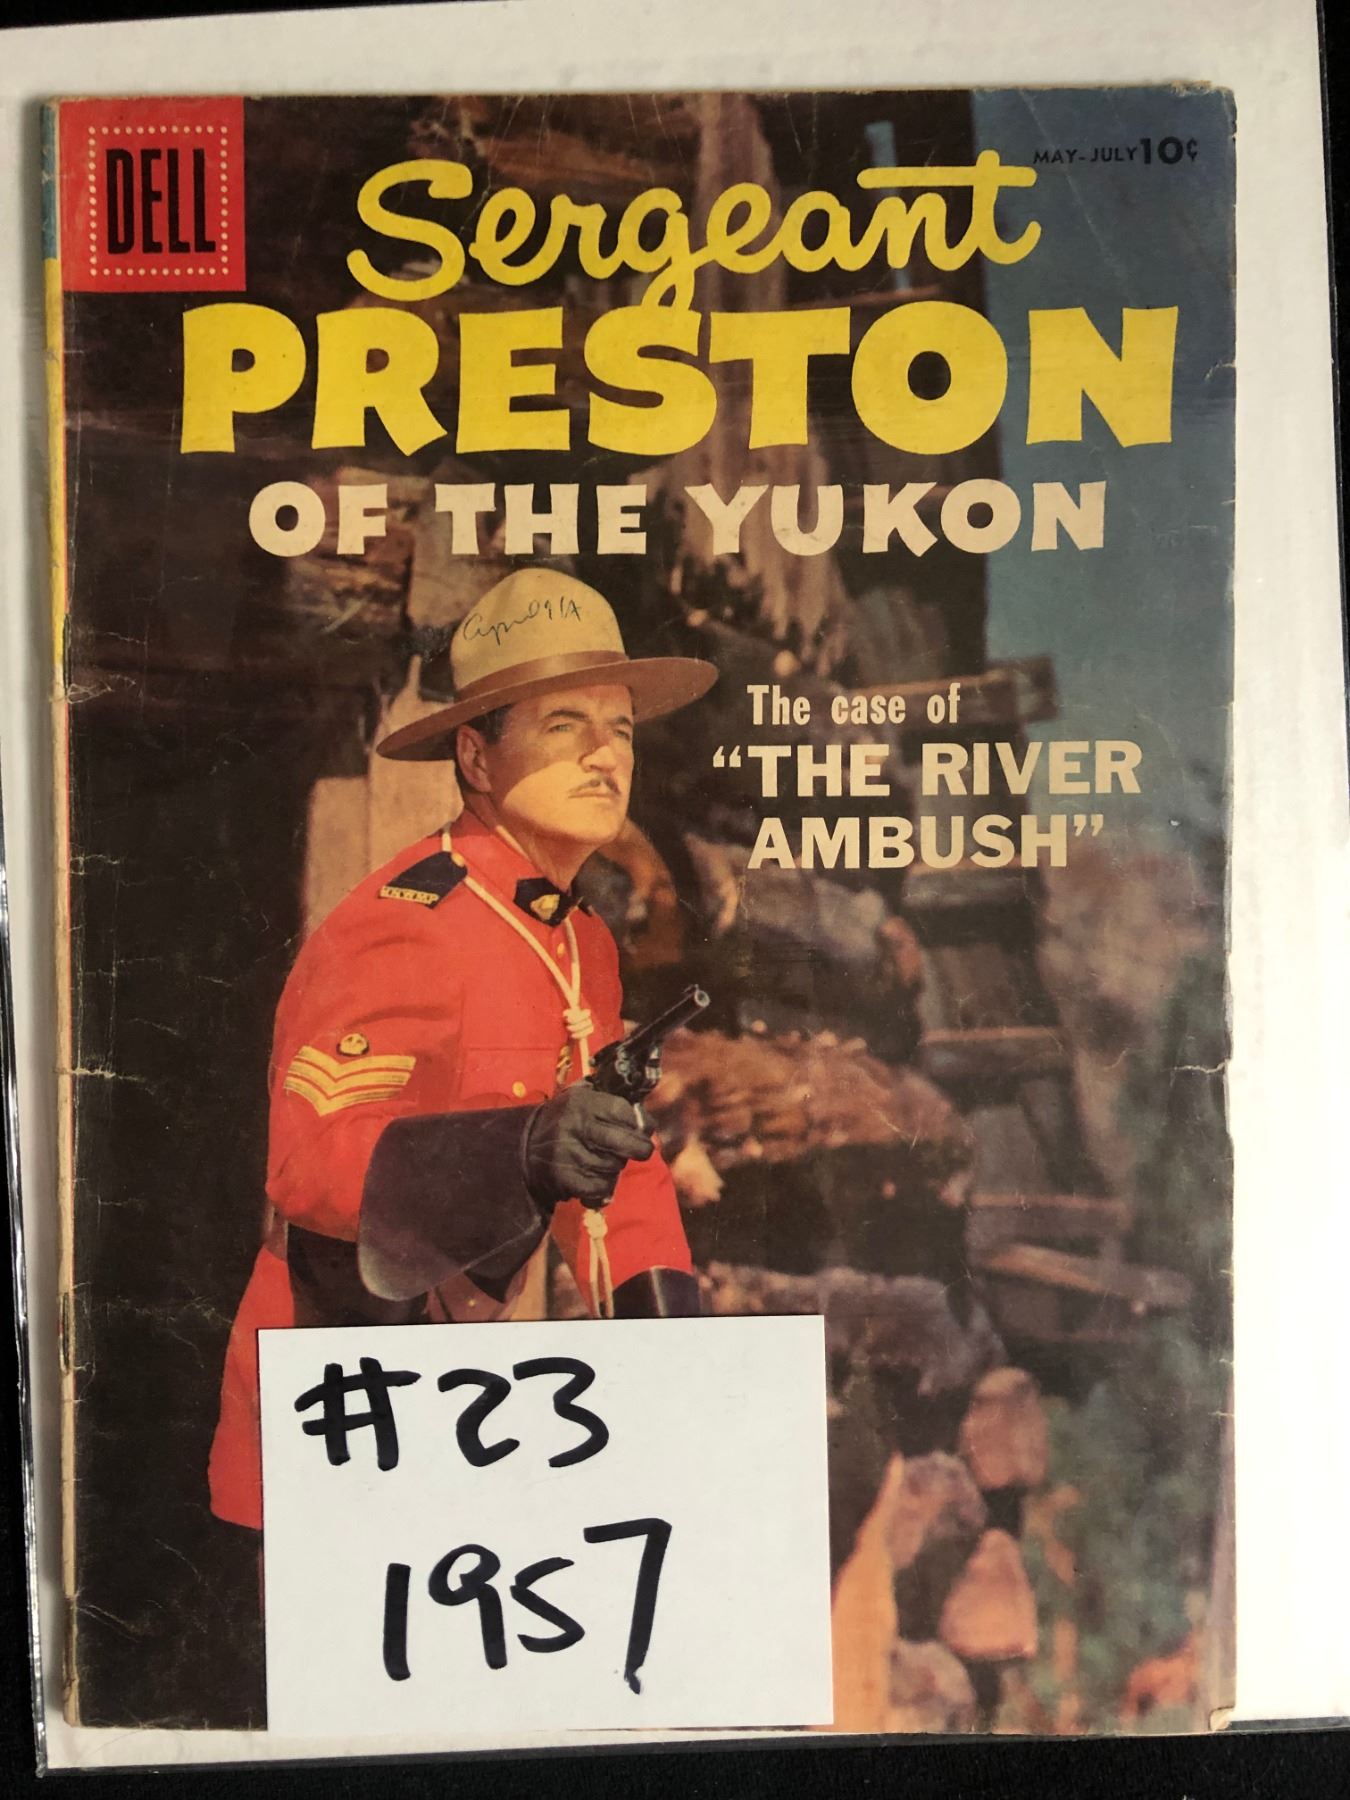 DELL
MAY-JULY 10¢
Sergeant
PRESTON
OF THE YUKON
The case of
"THE RIVER
AMBUSH"
#23
1957